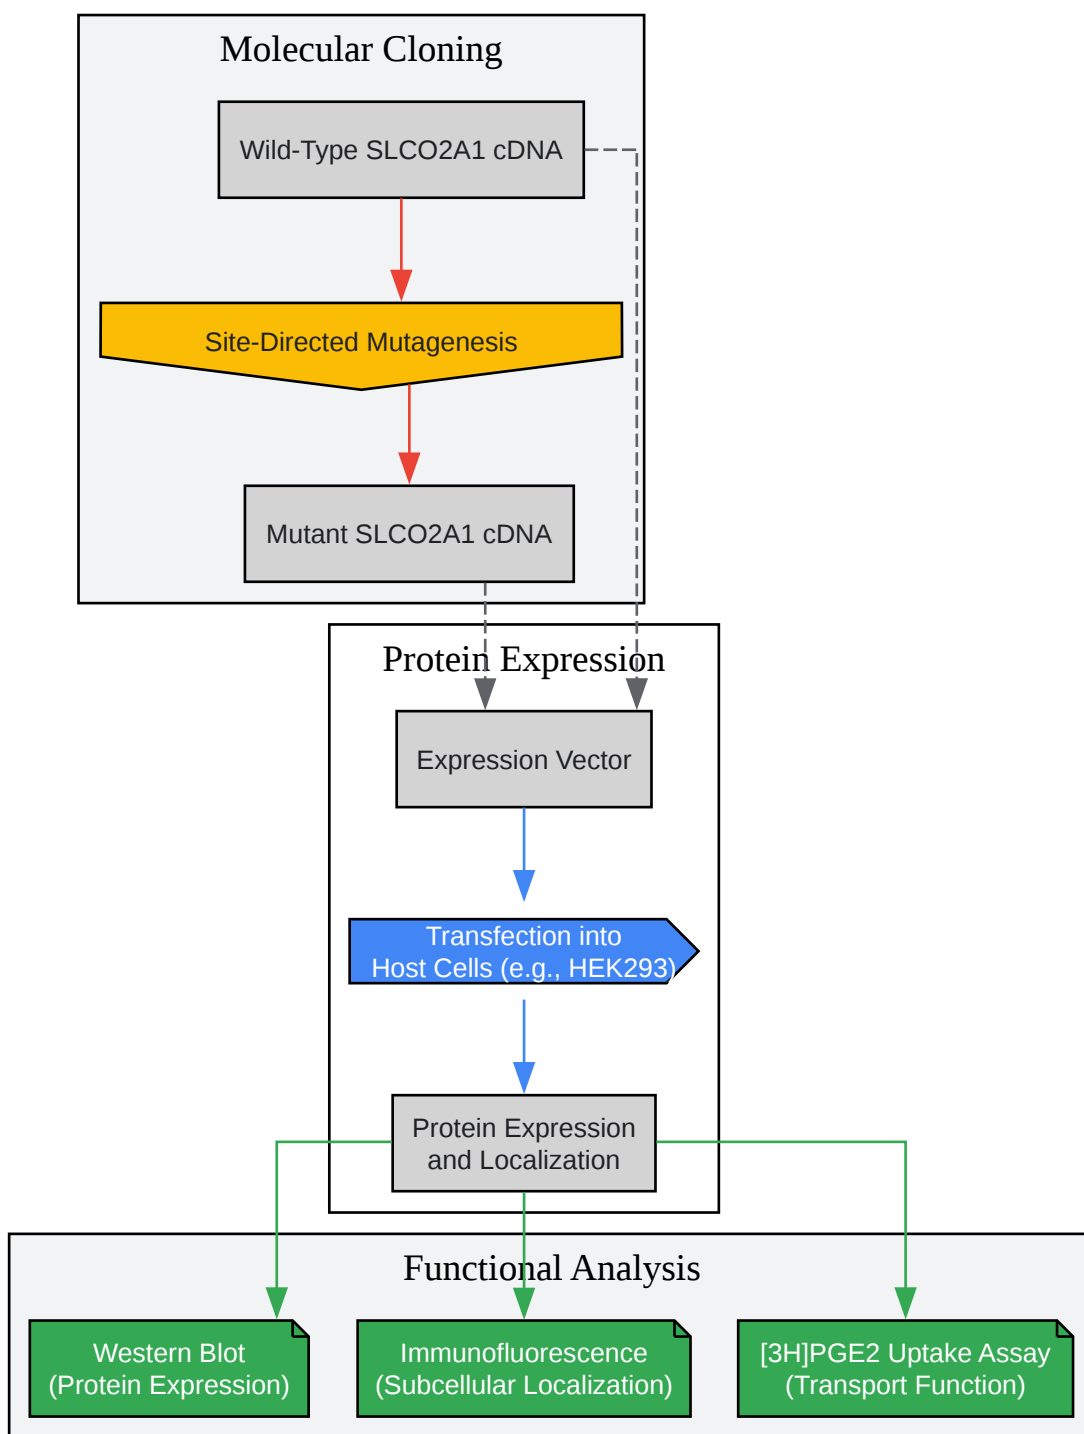 Molecular Cloning
Wild-Type SLCO2A1 cDNA
Site-Directed Mutagenesis
Mutant SLCO2A1 cDNA
Protein Expression
Expression Vector
Transfection into
Host Cells (e.g., HEK293)
Protein Expression
and Localization
Functional Analysis
Western Blot
(Protein Expression)
Immunofluorescence
(Subcellular Localization)
[3H]PGE2 Uptake Assay
(Transport Function)